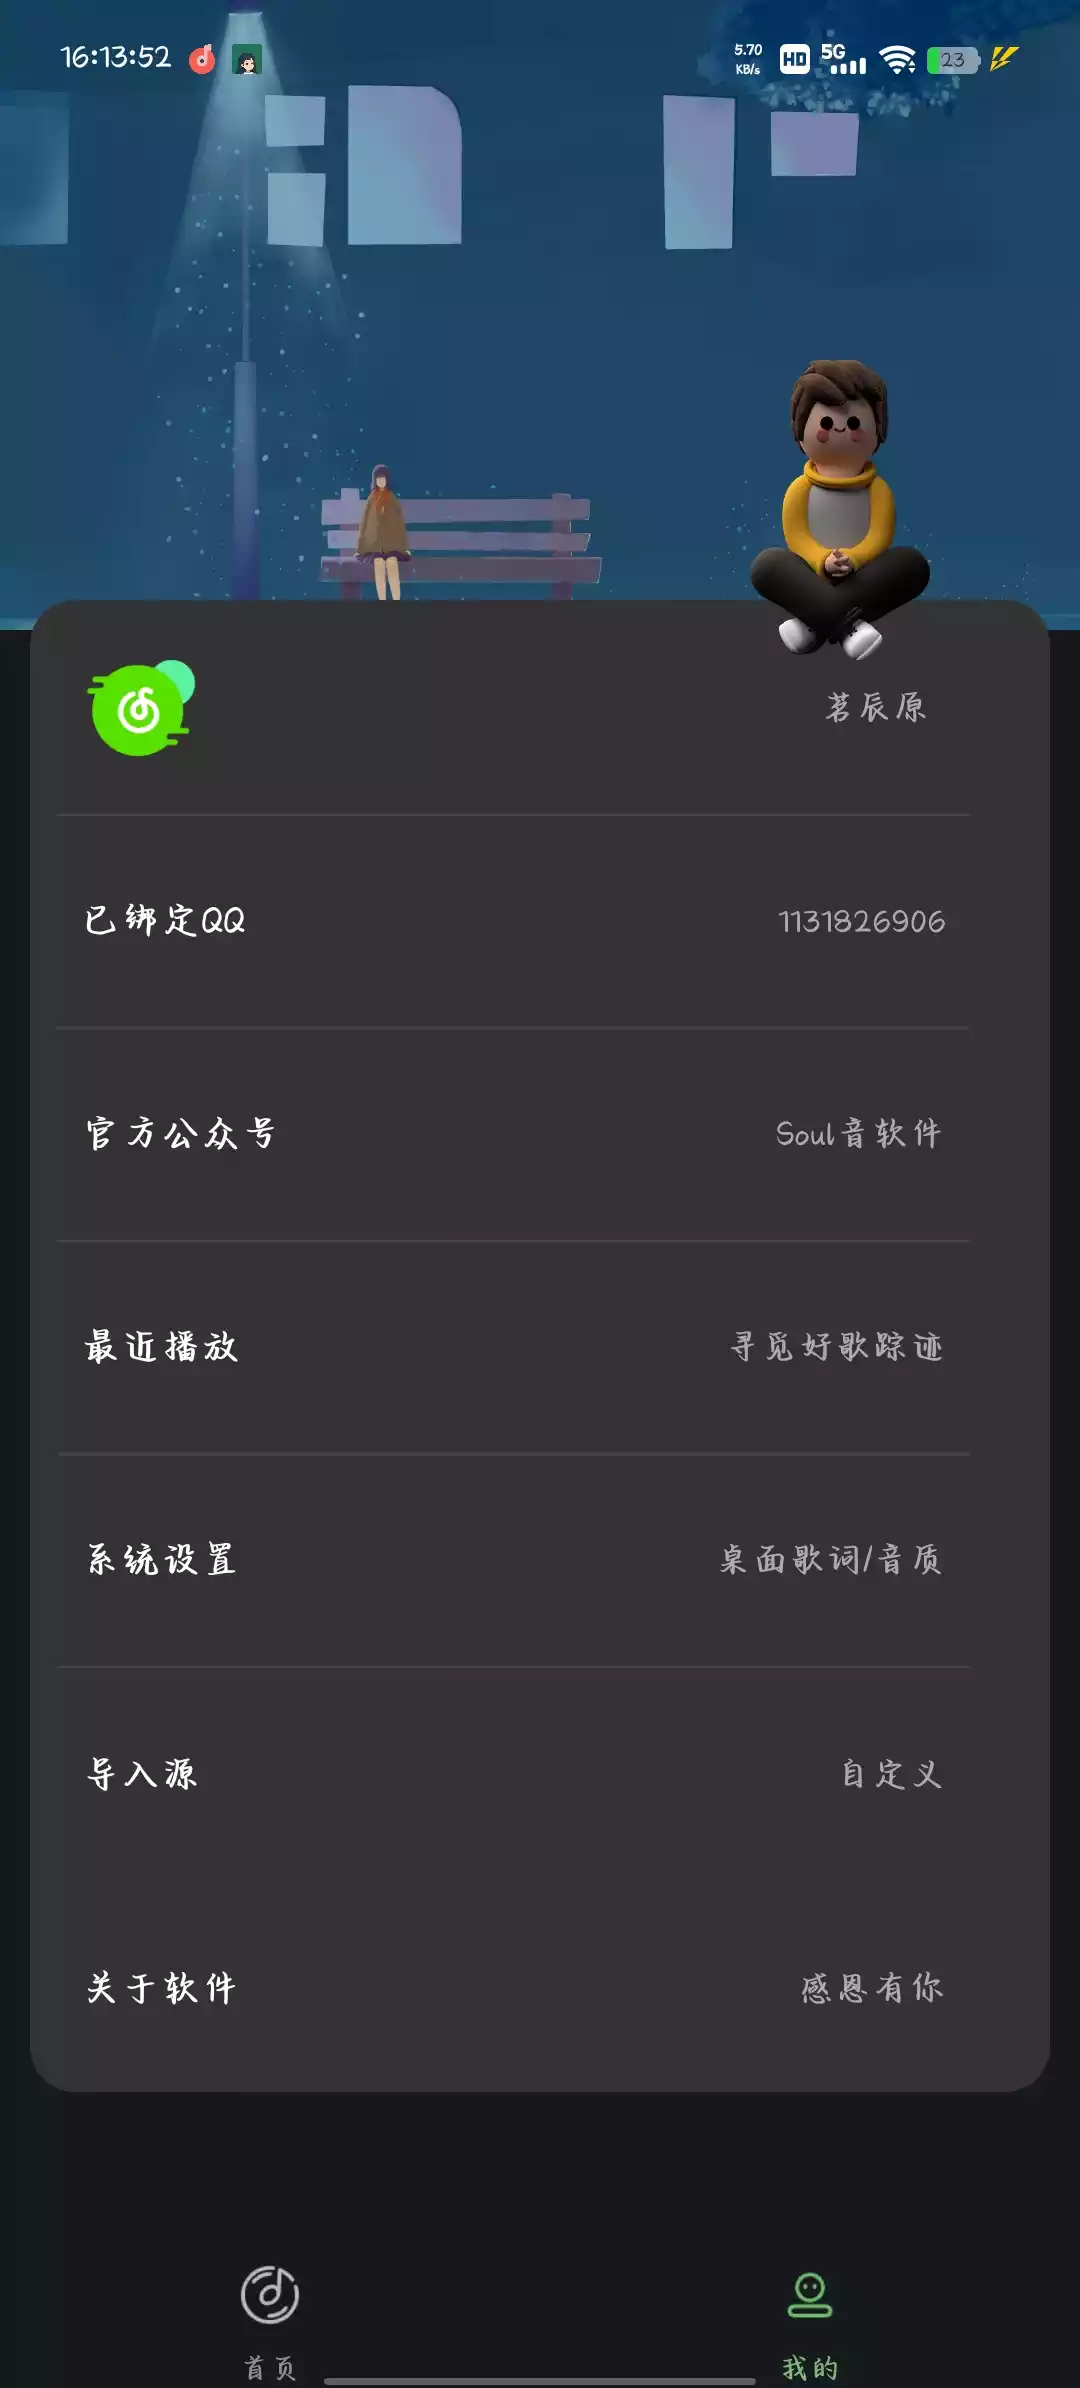 16:13:52
5.70 KB/s HD 5G 23
茗辰原
已绑定QQ 1131826906
官方公众号 Soul音软件
最近播放 寻觅好歌踪迹
系统设置 桌面歌词/音质
导入源 自定义
关于软件 感恩有你
首页 我的